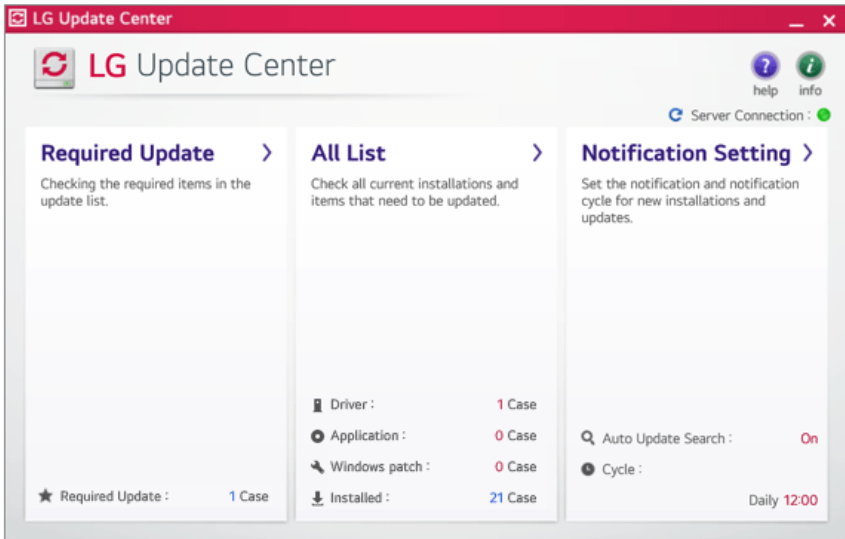 LG Update Center
LG Update Center
help info
Server Connection :
Required Update
Checking the required items in the
update list.
Required Update : 1 Case
All List
Check all current installations and
items that need to be updated.
Driver : 1 Case
Application : 0 Case
Windows patch : 0 Case
Installed : 21 Case
Notification Setting
Set the notification and notification
cycle for new installations and
updates.
Auto Update Search : On
Cycle :
Daily 12:00